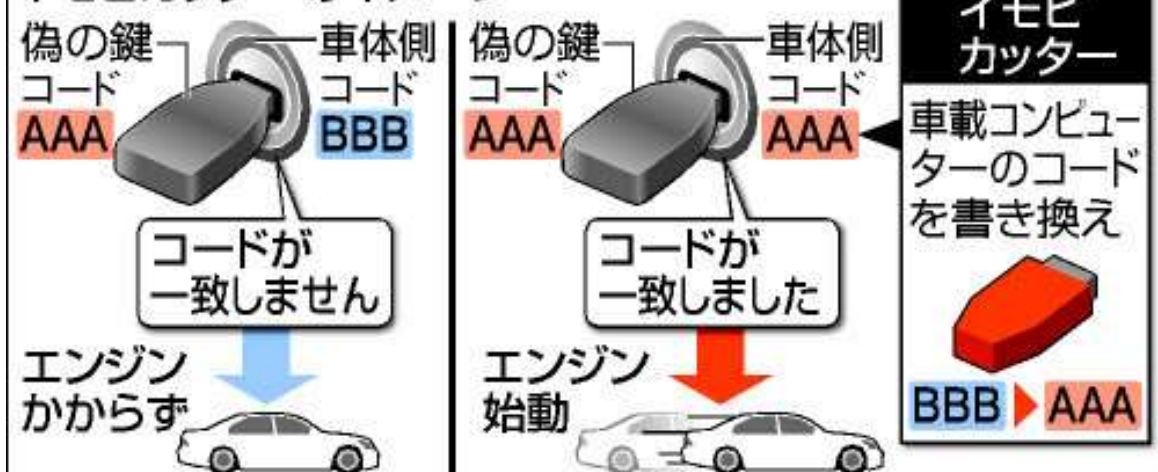 偽の鍵
コード
AAA
車体側
コード
BBB
コードが
一致しません
エンジン
かからず
偽の鍵
コード
AAA
車体側
コード
AAA
コードが
一致しました
エンジン
始動
イモビ
カッター
車載コンピュー
ターのコード
を書き換え
BBB
AAA